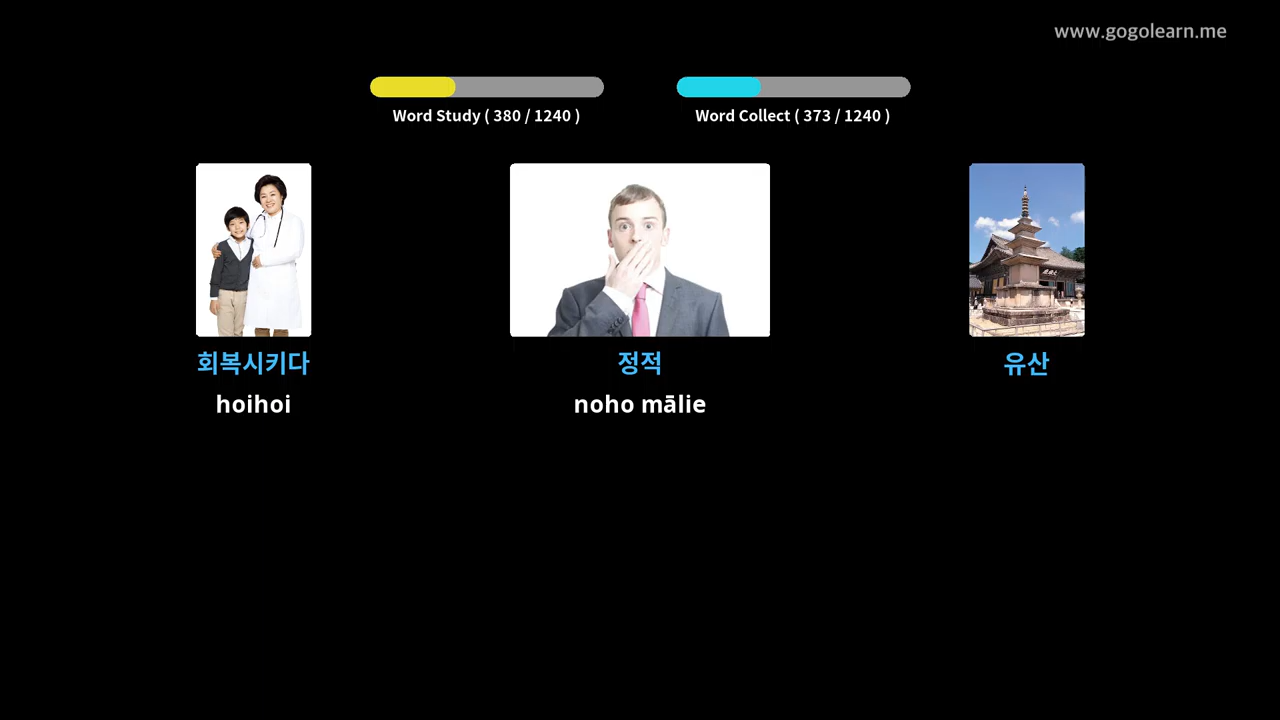 www.gogolearn.me
Word Study ( 380 / 1240 )
Word Collect ( 373 / 1240 )
회복시키다
정적
유산
hoihoi
noho mālie